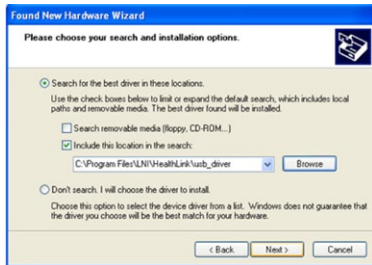 Found New Hardware Wizard
Please choose your search and installation options.
Search for the best driver in these locations.
Use the check boxes below to limit or expand the default search, which includes local
paths and removable media. The best driver found will be installed.
Search removable media (floppy, CD-ROM...)
Include this location in the search:
C:\Program Files\LNI\HealthLink\usb_driver
Browse
Don't search. I will choose the driver to install.
Choose this option to select the device driver from a list. Windows does not guarantee that
the driver you choose will be the best match for your hardware.
< Back Next > Cancel